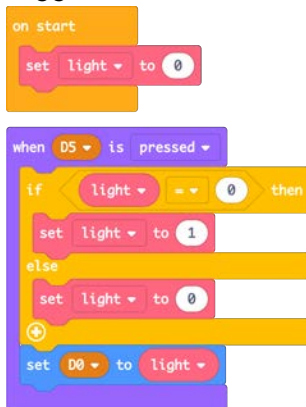 on start
set light to 0
when D5 is pressed
if light = 0 then
set light to 1
else
set light to 0
set D0 to light